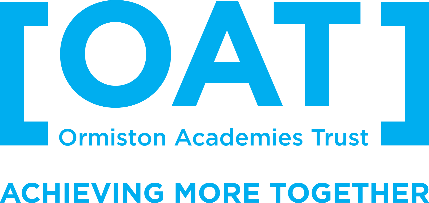 [OAT]
Ormiston Academies Trust
ACHIEVING MORE TOGETHER